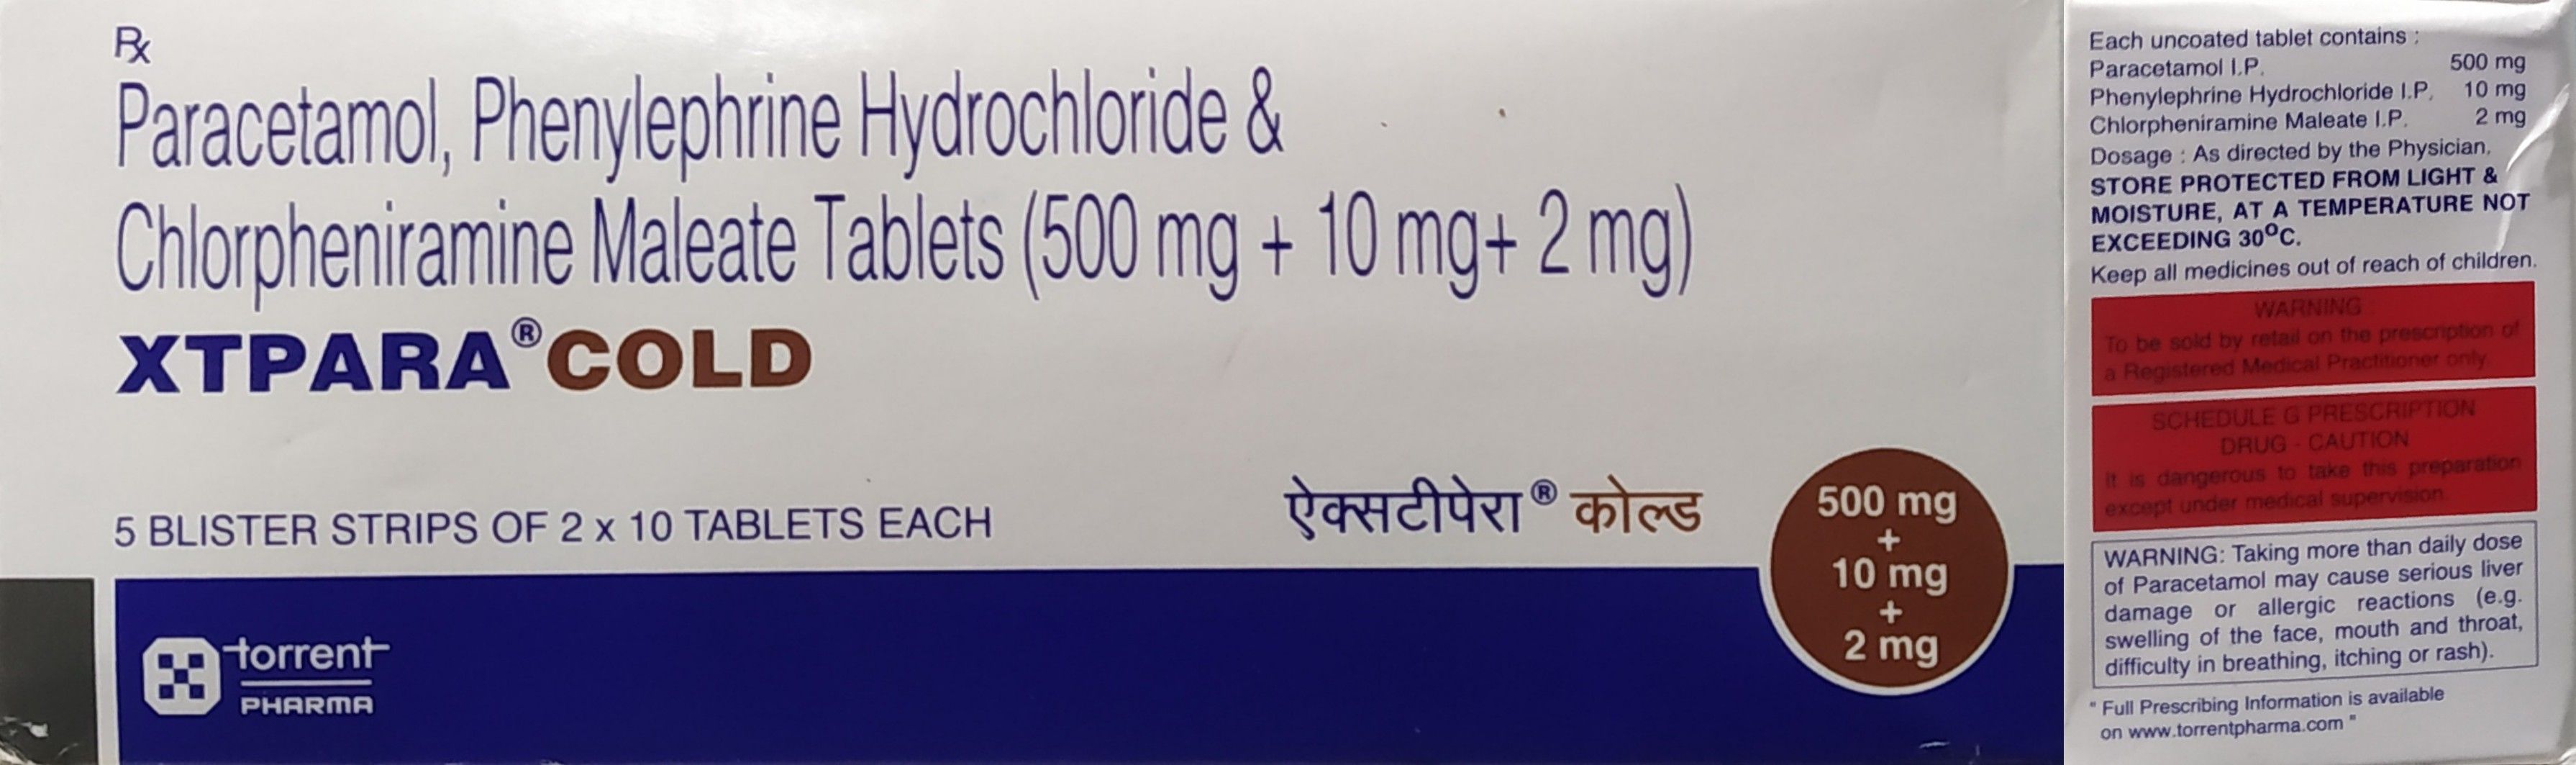 Rx
Paracetamol, Phenylephrine Hydrochloride &
Chlorpheniramine Maleate Tablets (500 mg + 10 mg+ 2 mg)
XTPARA®COLD
5 BLISTER STRIPS OF 2 x 10 TABLETS EACH
ऐक्सटीपेरा® कोल्ड
500 mg
+
10 mg
+
2 mg
torrent
PHARMA
Each uncoated tablet contains :
Paracetamol I.P. 500 mg
Phenylephrine Hydrochloride I.P. 10 mg
Chlorpheniramine Maleate I.P. 2 mg
Dosage : As directed by the Physician.
STORE PROTECTED FROM LIGHT &
MOISTURE, AT A TEMPERATURE NOT
EXCEEDING 30°C.
Keep all medicines out of reach of children.
WARNING :
To be sold by retail on the prescription of
a Registered Medical Practitioner only.
SCHEDULE G PRESCRIPTION
DRUG - CAUTION
It is dangerous to take this preparation
except under medical supervision.
WARNING: Taking more than daily dose
of Paracetamol may cause serious liver
damage or allergic reactions (e.g.
swelling of the face, mouth and throat,
difficulty in breathing, itching or rash).
" Full Prescribing Information is available
on www.torrentpharma.com "